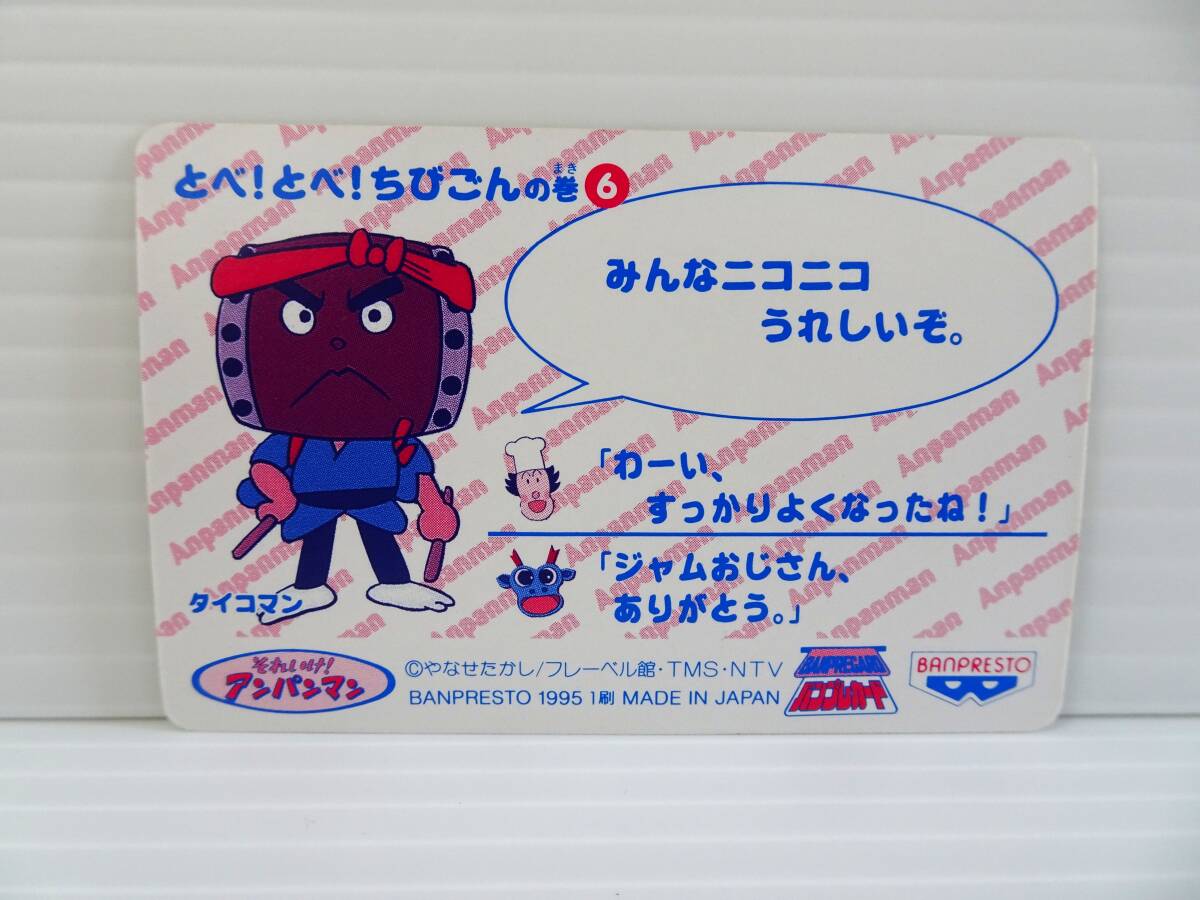 とべ!とべ!ちびごんの巻 6
まき
みんなニコニコ
うれしいぞ。
「わーい、
すっかりよくなったね!」
「ジャムおじさん、
ありがとう。」
タイコマン
それいけ!
アンパンマン
©やなせたかし/フレーベル館・TMS・NTV
BANPRESTO 1995 1刷 MADE IN JAPAN
BANPRECARD
バンプレカード
BANPRESTO
Anpanman